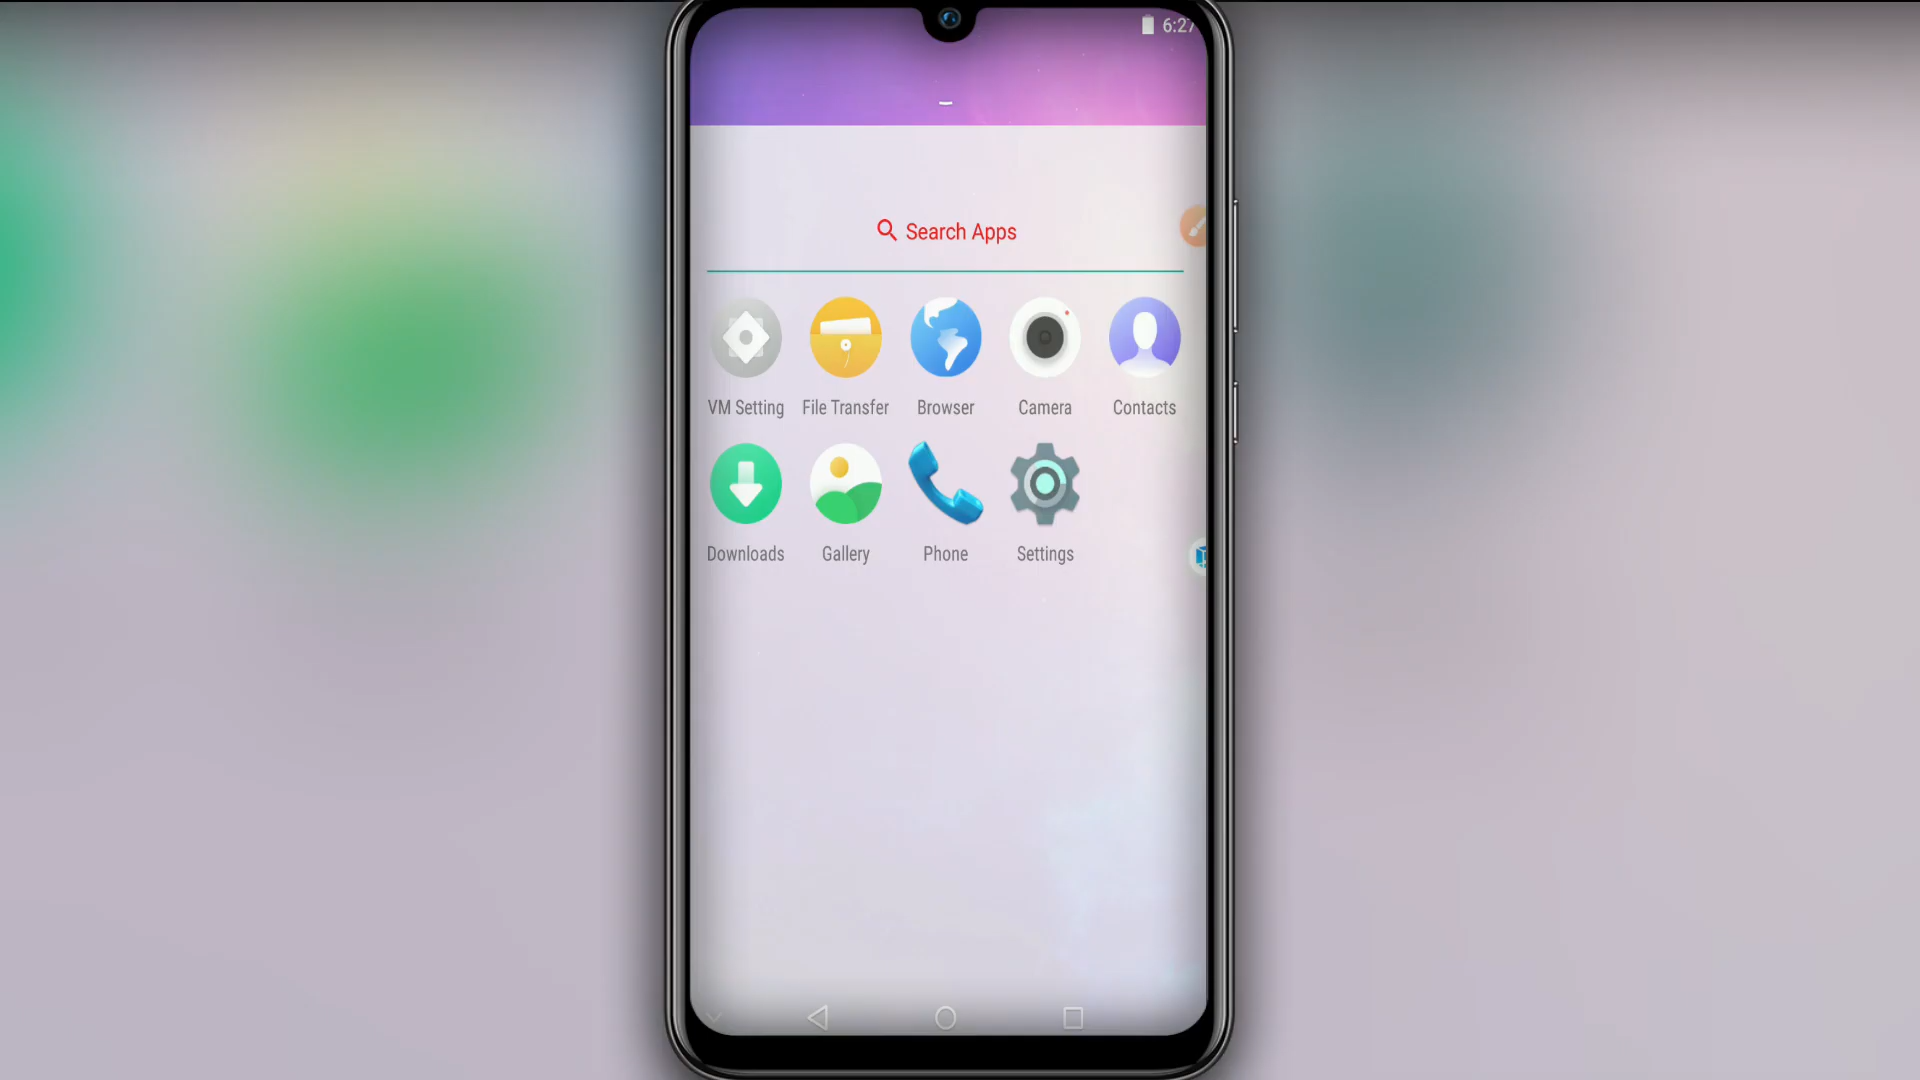 6:27
Search Apps
VM Setting File Transfer Browser Camera Contacts
Downloads Gallery Phone Settings